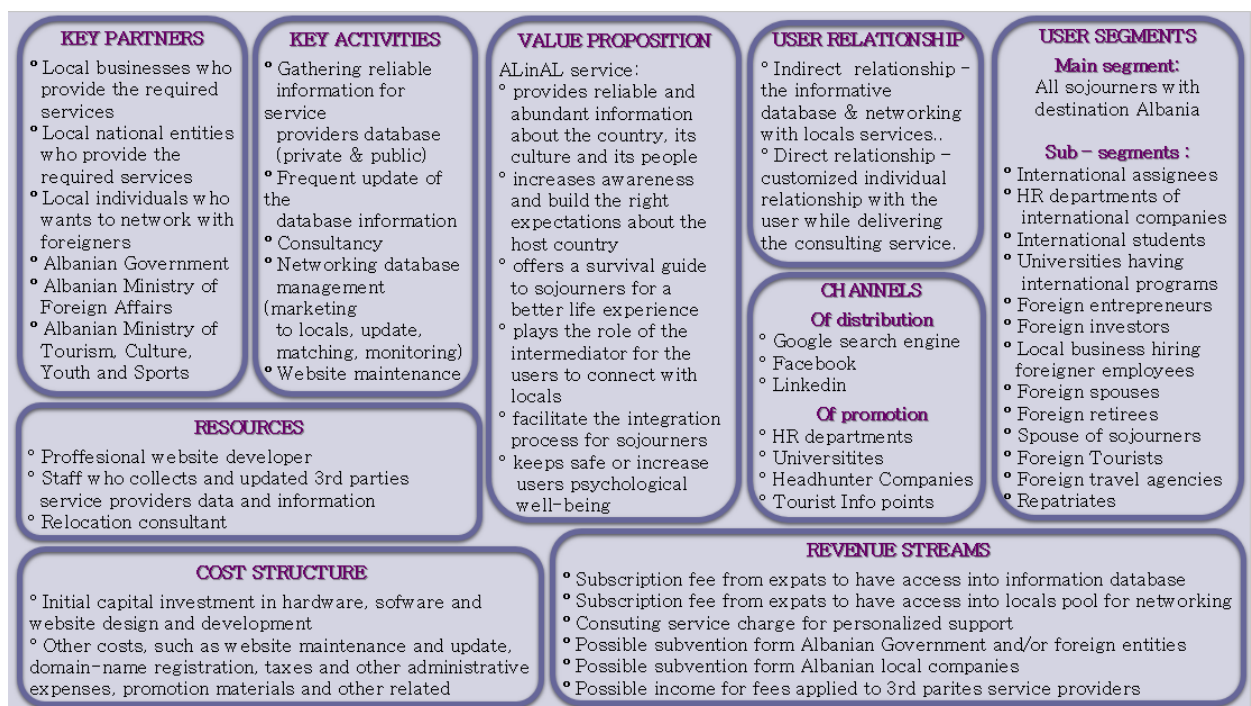 KEY PARTNERS
° Local businesses who
provide the required
services
° Local national entities
who provide the
required services
° Local individuals who
wants to network with
foreigners
° Albanian Government
° Albanian Ministry of
Foreign Affairs
° Albanian Ministry of
Tourism, Culture,
Youth and Sports
KEY ACTIVITIES
° Gathering reliable
information for
service
providers database
(private & public)
° Frequent update of
the
database information
° Consultancy
° Networking database
management
(marketing
to locals, update,
matching, monitoring)
° Website maintenance
VALUE PROPOSITION
ALinAL service:
° provides reliable and
abundant information
about the country, its
culture and its people
° increases awareness
and build the right
expectations about the
host country
° offers a survival guide
to sojourners for a
better life experience
° plays the role of the
intermediator for the
users to connect with
locals
° facilitate the integration
process for sojourners
° keeps safe or increase
users psychological
well-being
USER RELATIONSHIP
° Indirect relationship -
the informative
database & networking
with locals services..
° Direct relationship -
customized individual
relationship with the
user while delivering
the consulting service.
CHANNELS
Of distribution
° Google search engine
° Facebook
° Linkedin
Of promotion
° HR departments
° Universitites
° Headhunter Companies
° Tourist Info points
USER SEGMENTS
Main segment:
All sojourners with
destination Albania
Sub - segments :
° International assignees
° HR departments of
international companies
° International students
° Universities having
international programs
° Foreign entrepreneurs
° Foreign investors
° Local business hiring
foreigner employees
° Foreign spouses
° Foreign retirees
° Spouse of sojourners
° Foreign Tourists
° Foreign travel agencies
° Repatriates
RESOURCES
° Proffesional website developer
° Staff who collects and updated 3rd parties
service providers data and information
° Relocation consultant
COST STRUCTURE
° Initial capital investment in hardware, sofware and
website design and development
° Other costs, such as website maintenance and update,
domain-name registration, taxes and other administrative
expenses, promotion materials and other related
REVENUE STREAMS
° Subscription fee from expats to have access into information database
° Subscription fee from expats to have access into locals pool for networking
° Consuting service charge for personalized support
° Possible subvention form Albanian Government and/or foreign entities
° Possible subvention form Albanian local companies
° Possible income for fees applied to 3rd parites service providers